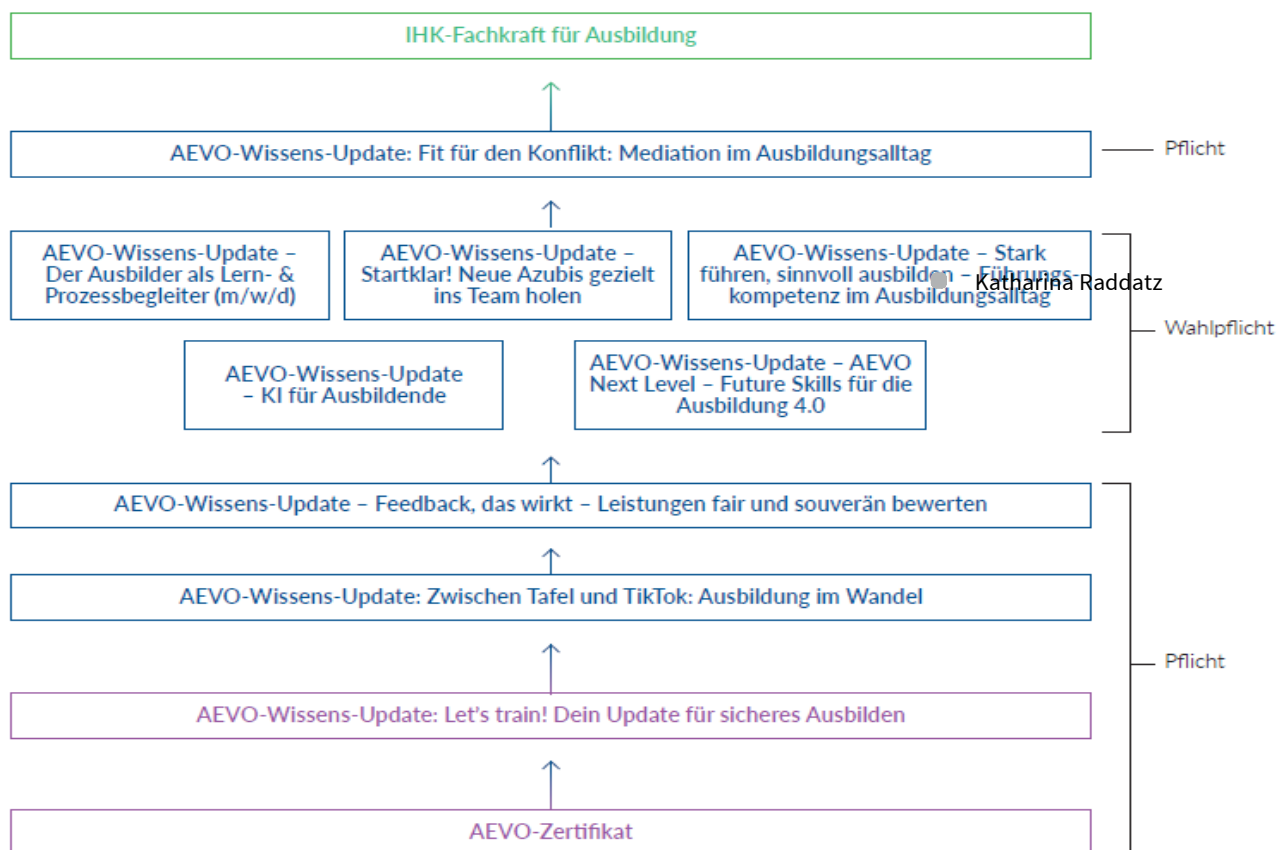 IHK-Fachkraft für Ausbildung
AEVO-Wissens-Update: Fit für den Konflikt: Mediation im Ausbildungsalltag
Pflicht
AEVO-Wissens-Update –
Der Ausbilder als Lern- &
Prozessbegleiter (m/w/d)
AEVO-Wissens-Update –
Startklar! Neue Azubis gezielt
ins Team holen
AEVO-Wissens-Update – Stark
führen, sinnvoll ausbilden – Führungs-
kompetenz im Ausbildungsalltag
Katharina Raddatz
Wahlpflicht
AEVO-Wissens-Update
– KI für Ausbildende
AEVO-Wissens-Update – AEVO
Next Level – Future Skills für die
Ausbildung 4.0
AEVO-Wissens-Update – Feedback, das wirkt – Leistungen fair und souverän bewerten
AEVO-Wissens-Update: Zwischen Tafel und TikTok: Ausbildung im Wandel
Pflicht
AEVO-Wissens-Update: Let's train! Dein Update für sicheres Ausbilden
AEVO-Zertifikat